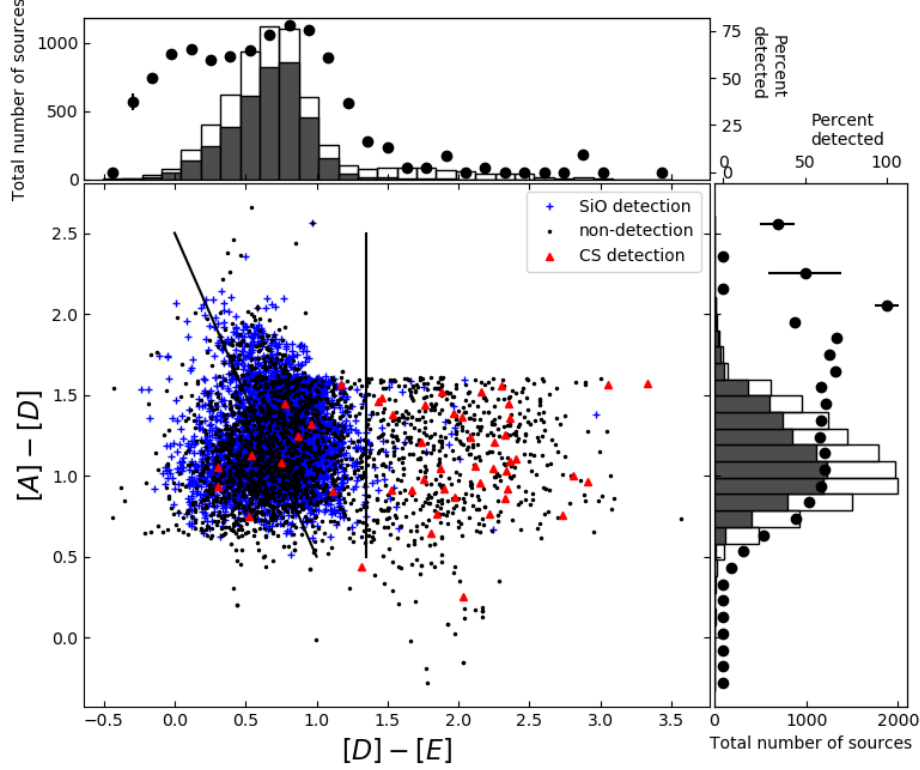 Total number of sources
1000
500
0
75
50
25
0
Percent
detected
Percent
detected
0
50
100
SiO detection
non-detection
CS detection
[A] − [D]
2.5
2.0
1.5
1.0
0.5
0.0
−0.5
0.0
0.5
1.0
1.5
2.0
2.5
3.0
3.5
[D] − [E]
0
1000
2000
Total number of sources